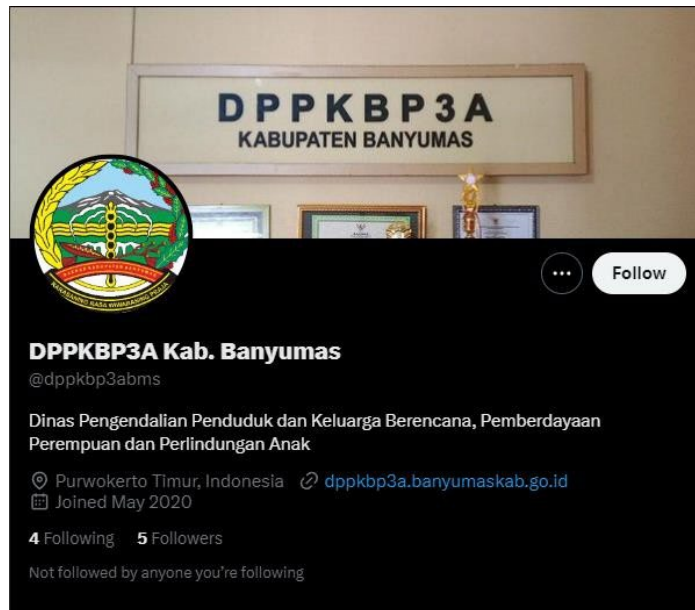 DPPKBP3A
KABUPATEN BANYUMAS
Follow
DPPKBP3A Kab. Banyumas
@dppkbp3abms
Dinas Pengendalian Penduduk dan Keluarga Berencana, Pemberdayaan
Perempuan dan Perlindungan Anak
Purwokerto Timur, Indonesia dppkbp3a.banyumaskab.go.id
Joined May 2020
4 Following 5 Followers
Not followed by anyone you're following